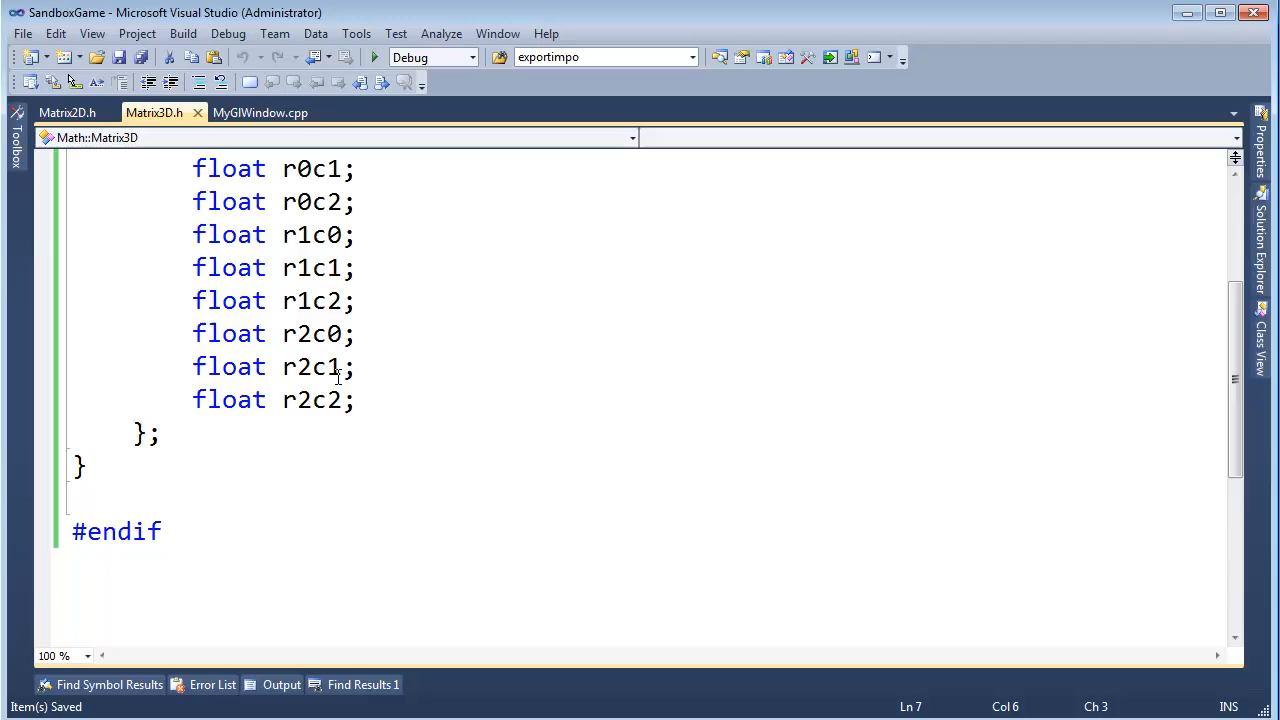 SandboxGame - Microsoft Visual Studio (Administrator)
File Edit View Project Build Debug Team Data Tools Test Analyze Window Help
Debug exportimpo
Matrix2D.h Matrix3D.h MyGlWindow.cpp
Math::Matrix3D
float r0c1;
float r0c2;
float r1c0;
float r1c1;
float r1c2;
float r2c0;
float r2c1;
float r2c2;
};
}
#endif
100 %
Find Symbol Results Error List Output Find Results 1
Item(s) Saved Ln 7 Col 6 Ch 3 INS
Toolbox
Properties
Solution Explorer
Class View